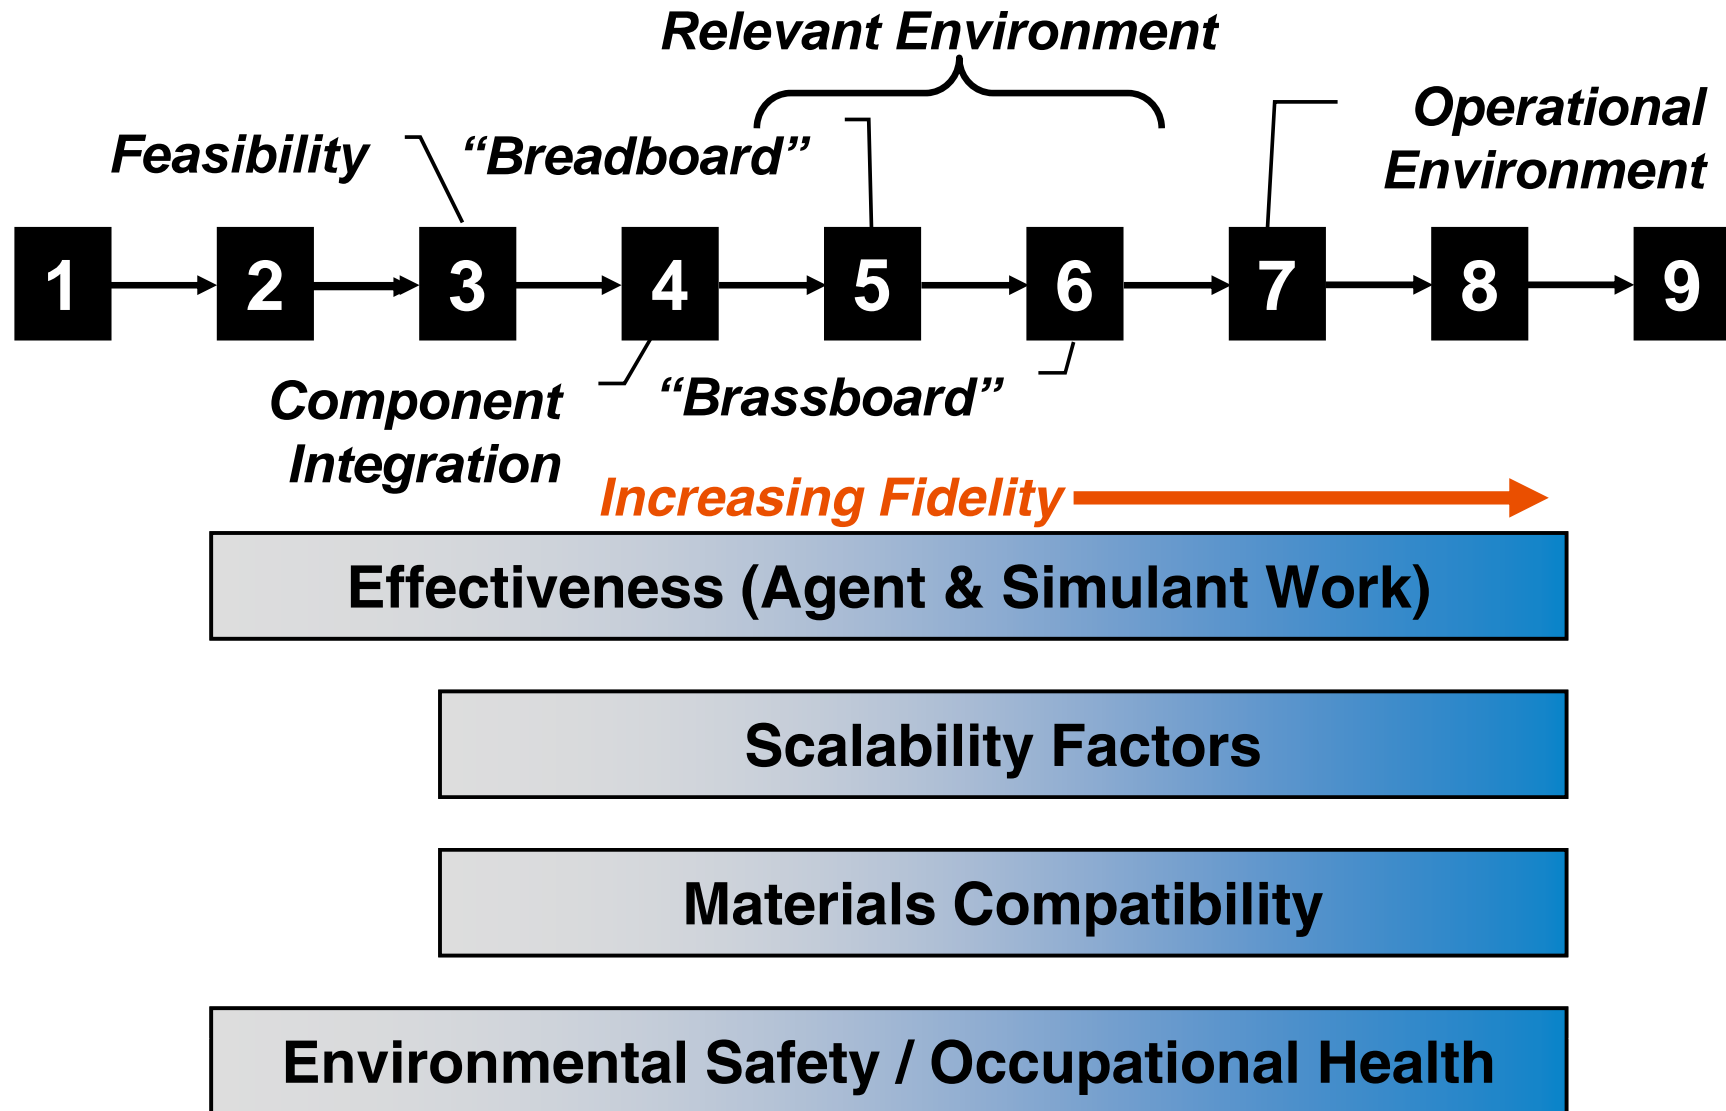 Relevant Environment
Operational
Environment
Feasibility
“Breadboard”
1
2
3
4
5
6
7
8
9
Component
Integration
“Brassboard”
Increasing Fidelity
Effectiveness (Agent & Simulant Work)
Scalability Factors
Materials Compatibility
Environmental Safety / Occupational Health